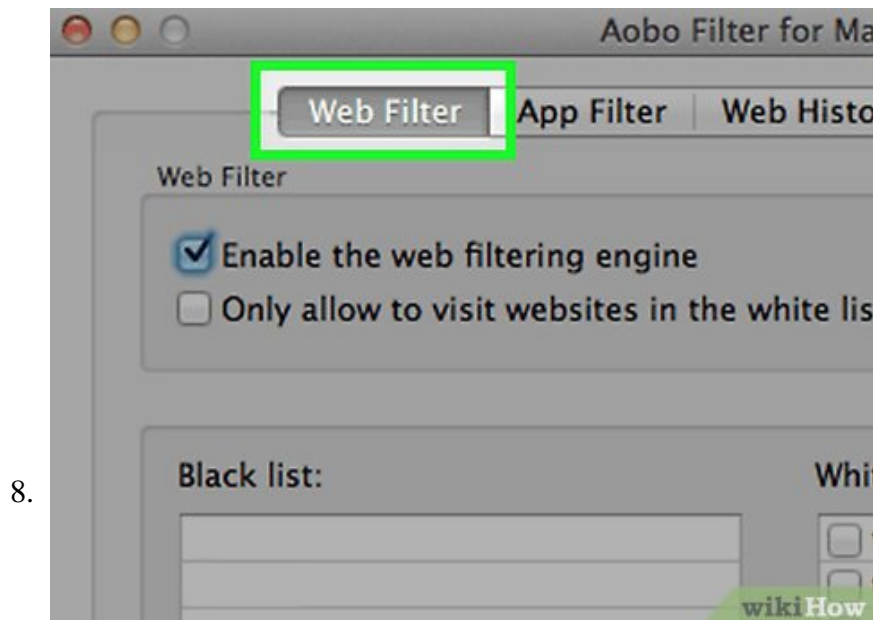 Aobo Filter for Ma
Web Filter
App Filter
Web Histo
Web Filter
Enable the web filtering engine
Only allow to visit websites in the white lis
8.
Black list:
Whi
wikiHow